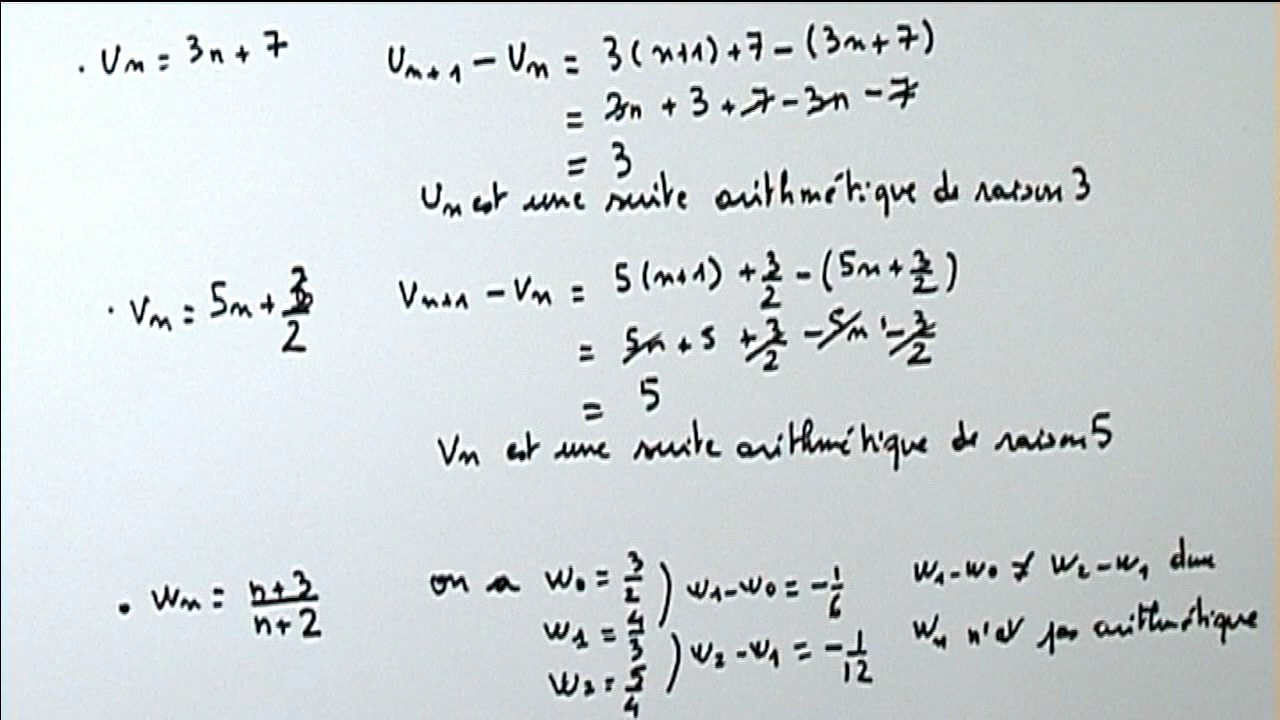 · Un = 3n + 7 Un+1 − Un = 3(n+1) + 7 − (3n + 7)
= 3n + 3 + 7 − 3n − 7
= 3
Un est une suite arithmétique de raison 3
· Vn = 5n + 3/2 Vn+1 − Vn = 5(n+1) + 3/2 − (5n + 3/2)
= 5n + 5 + 3/2 − 5n − 3/2
= 5
Vn est une suite arithmétique de raison 5
• Wn = (n+3)/(n+2) on a W0 = 3/2 ) W1 − W0 = −1/6 W1 − W0 ≠ W2 − W1 donc
W1 = 4/3 ) W2 − W1 = −1/12 Wn n'est pas arithmétique
W2 = 5/4